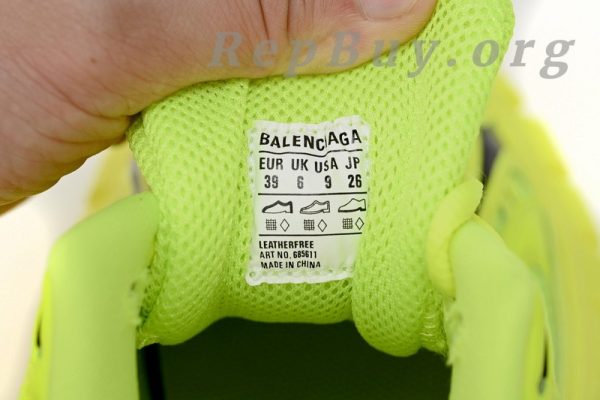 RepBuy.org
BALENCIAGA
EUR UK USA JP
39 6 9 26
LEATHERFREE
ART NO. 685611
MADE IN CHINA